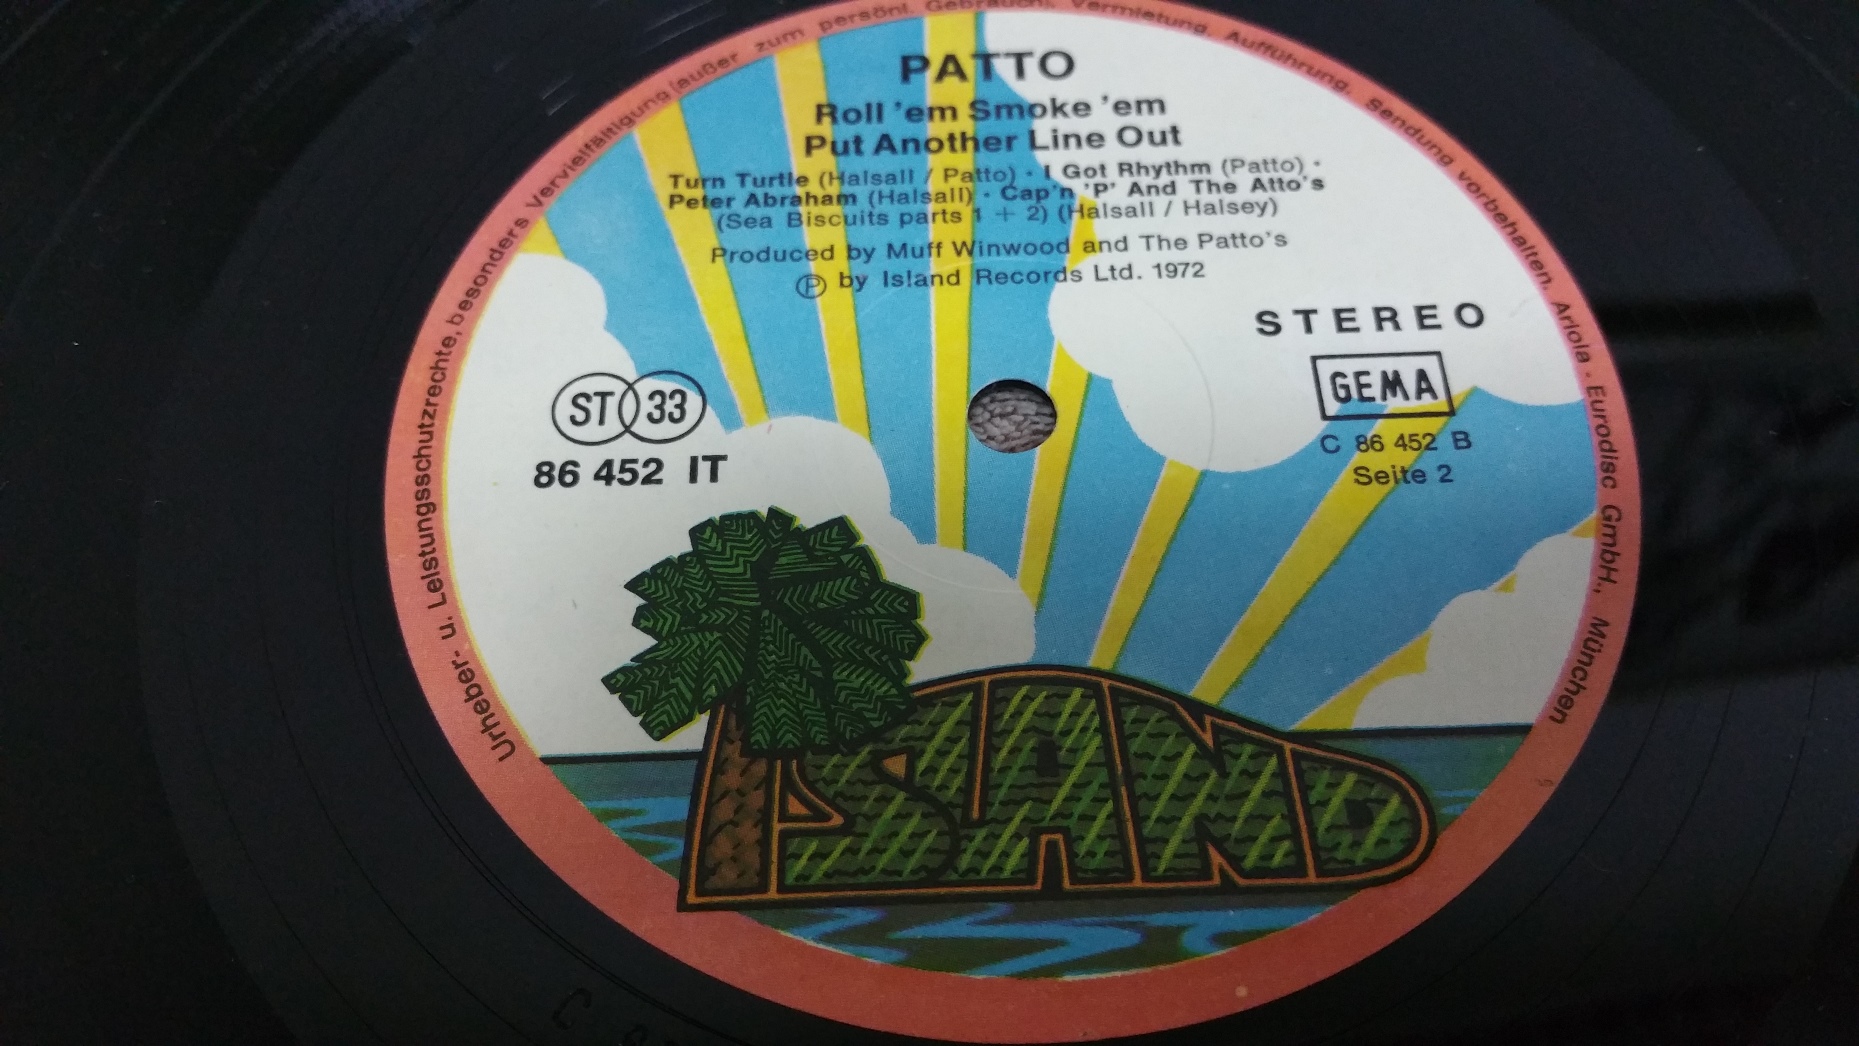 PATTO
Roll 'em Smoke 'em
Put Another Line Out
Turn Turtle (Halsall / Patto) · I Got Rhythm (Patto) ·
Peter Abraham (Halsall) · Cap'n 'P' And The Atto's
(Sea Biscuits parts 1 + 2) (Halsall / Halsey)
Produced by Muff Winwood and The Patto's
Ⓟ by Island Records Ltd. 1972
STEREO
ST 33
GEMA
86 452 IT
C 86 452 B
Seite 2
ISLAND
Urheber- u. Leistungsschutzrechte, besonders Vervielfältigung (außer zum persönl. Gebrauch), Vermietung, Aufführung, Sendung vorbehalten. Ariola - Eurodisc GmbH., München